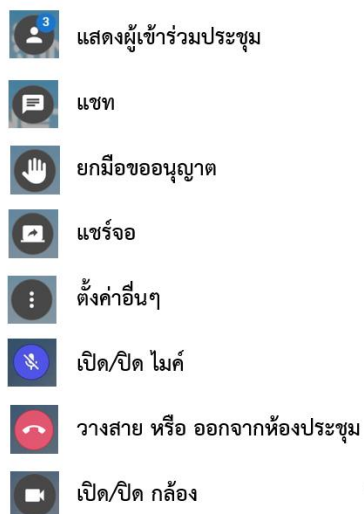 3
แสดงผู้เข้าร่วมประชุม
แชท
ยกมือขออนุญาต
แชร์จอ
ตั้งค่าอื่นๆ
เปิด/ปิด ไมค์
วางสาย หรือ ออกจากห้องประชุม
เปิด/ปิด กล้อง